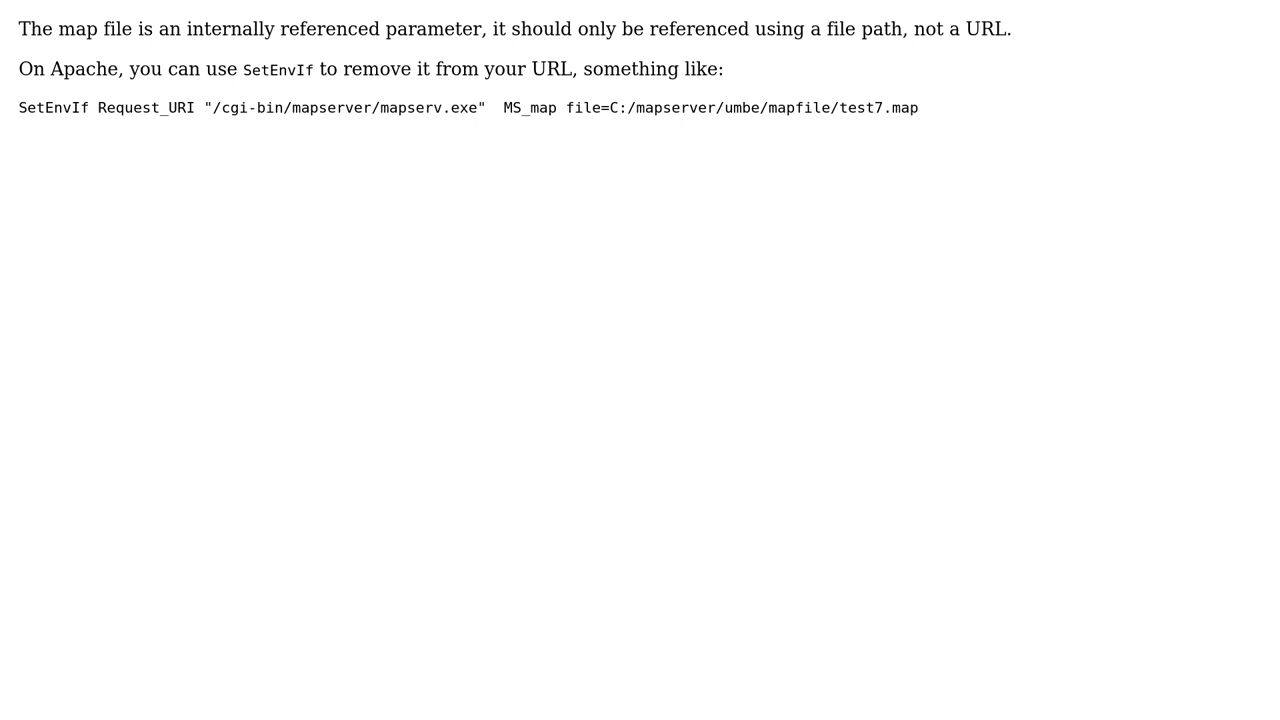 The map file is an internally referenced parameter, it should only be referenced using a file path, not a URL.
On Apache, you can use SetEnvIf to remove it from your URL, something like:
SetEnvIf Request_URI "/cgi-bin/mapserver/mapserv.exe"  MS_map file=C:/mapserver/umbe/mapfile/test7.map